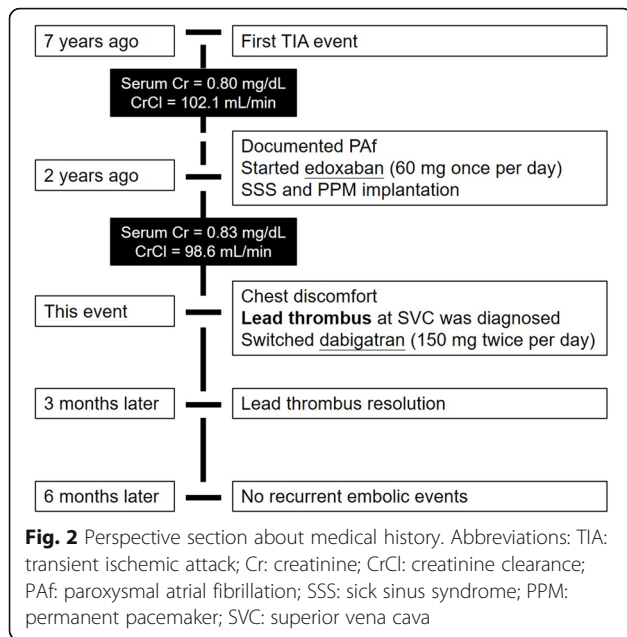 7 years ago
First TIA event
Serum Cr = 0.80 mg/dL
CrCl = 102.1 mL/min
2 years ago
Documented PAf
Started edoxaban (60 mg once per day)
SSS and PPM implantation
Serum Cr = 0.83 mg/dL
CrCl = 98.6 mL/min
This event
Chest discomfort
Lead thrombus at SVC was diagnosed
Switched dabigatran (150 mg twice per day)
3 months later
Lead thrombus resolution
6 months later
No recurrent embolic events
Fig. 2 Perspective section about medical history. Abbreviations: TIA:
transient ischemic attack; Cr: creatinine; CrCl: creatinine clearance;
PAf: paroxysmal atrial fibrillation; SSS: sick sinus syndrome; PPM:
permanent pacemaker; SVC: superior vena cava